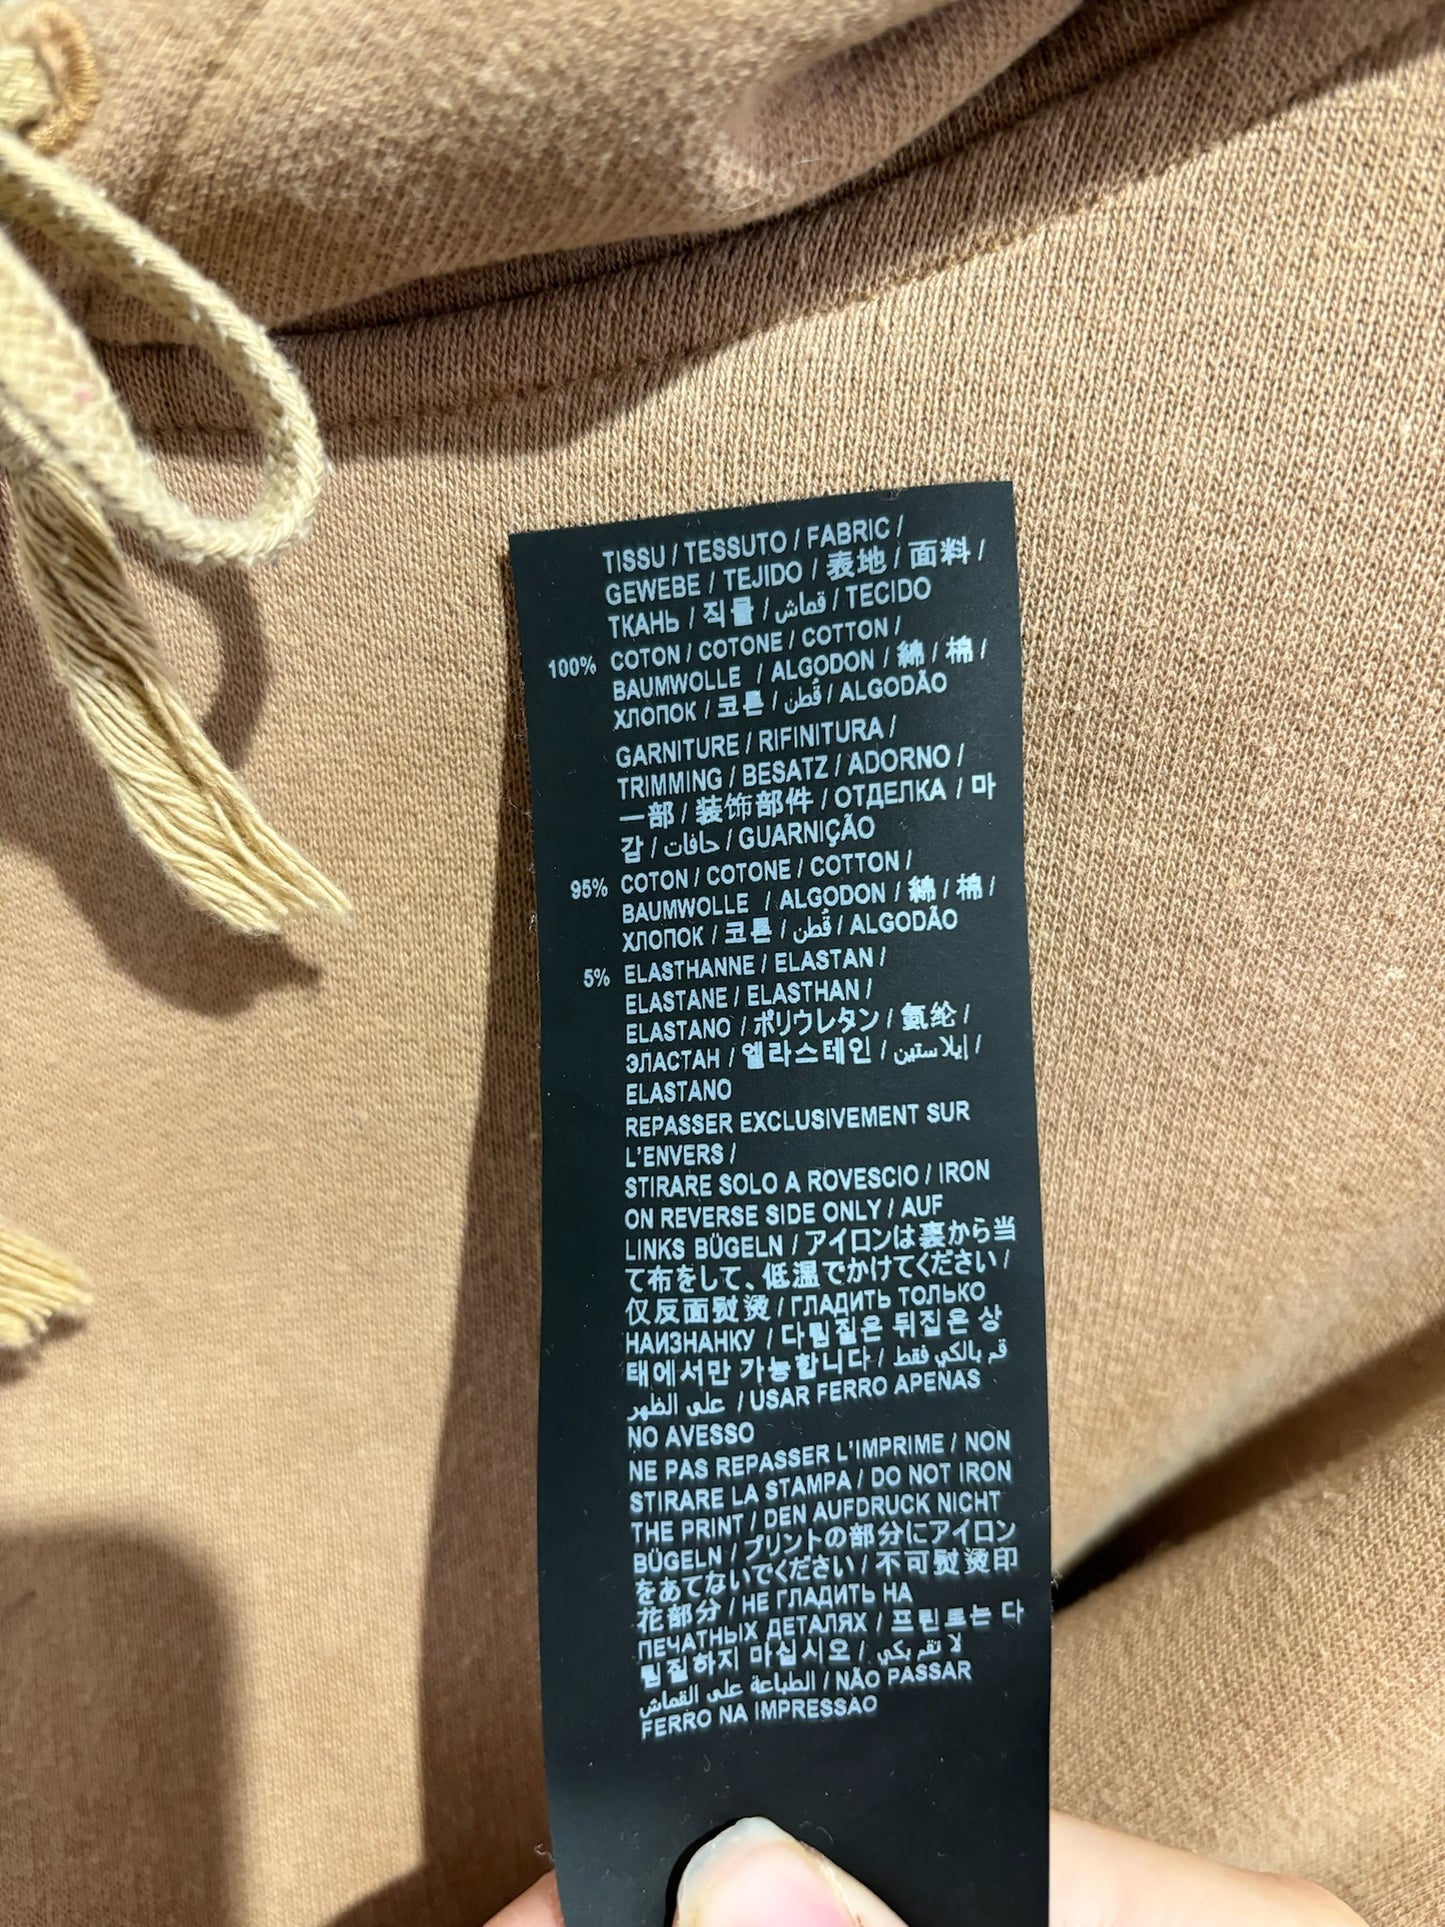 TISSU / TESSUTO / FABRIC /
GEWEBE / TEJIDO / 表地 / 面料 /
ТКАНЬ / 직물 / قماش / TECIDO
100% COTON / COTONE / COTTON /
BAUMWOLLE / ALGODON / 綿 / 棉 /
ХЛОПОК / 코튼 / قُطن / ALGODÃO
GARNITURE / RIFINITURA /
TRIMMING / BESATZ / ADORNO /
一部 / 装饰部件 / ОТДЕЛКА / 마
감 / حافات / GUARNIÇÃO
95% COTON / COTONE / COTTON /
BAUMWOLLE / ALGODON / 綿 / 棉 /
ХЛОПОК / 코튼 / قُطن / ALGODÃO
5% ELASTHANNE / ELASTAN /
ELASTANE / ELASTHAN /
ELASTANO / ポリウレタン / 氨纶 /
ЭЛАСТАН / 엘라스테인 / إيلاستين /
ELASTANO
REPASSER EXCLUSIVEMENT SUR
L'ENVERS /
STIRARE SOLO A ROVESCIO / IRON
ON REVERSE SIDE ONLY / AUF
LINKS BÜGELN / アイロンは裏から当
て布をして、低温でかけてください /
仅反面熨烫 / ГЛАДИТЬ ТОЛЬКО
НАИЗНАНКУ / 다림질은 뒤집은 상
태에서만 가능합니다 / قم بالكي فقط
على الظهر / USAR FERRO APENAS
NO AVESSO
NE PAS REPASSER L'IMPRIME / NON
STIRARE LA STAMPA / DO NOT IRON
THE PRINT / DEN AUFDRUCK NICHT
BÜGELN / プリントの部分にアイロン
をあてないでください / 不可熨烫印
花部分 / НЕ ГЛАДИТЬ НА
ПЕЧАТНЫХ ДЕТАЛЯХ / 프린트는 다
림질하지 마십시오 / لا تقم بكي
الطباعة على القماش / NÃO PASSAR
FERRO NA IMPRESSAO